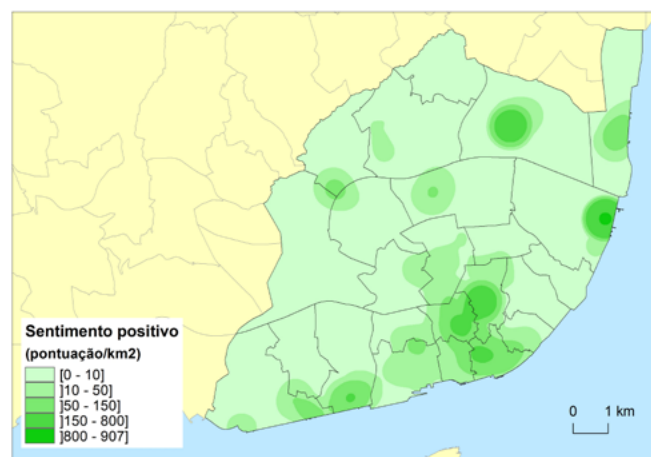 Sentimento positivo
(pontuação/km2)
[0 - 10]
]10 - 50]
]50 - 150]
]150 - 800]
]800 - 907]
0 1 km